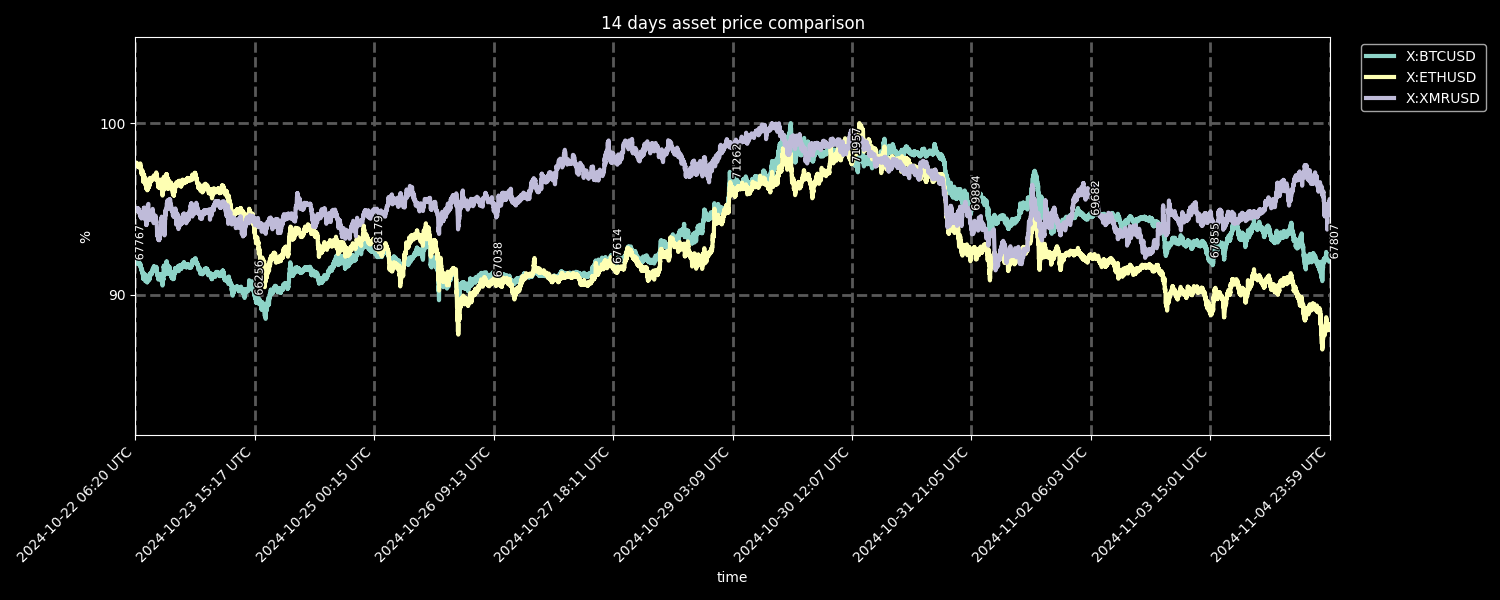 14 days asset price comparison
X:BTCUSD
X:ETHUSD
X:XMRUSD
100
90
%
67767
66256
68179
67038
67614
71262
71957
69894
69682
67855
67807
2024-10-22 06:20 UTC
2024-10-23 15:17 UTC
2024-10-25 00:15 UTC
2024-10-26 09:13 UTC
2024-10-27 18:11 UTC
2024-10-29 03:09 UTC
2024-10-30 12:07 UTC
2024-10-31 21:05 UTC
2024-11-02 06:03 UTC
2024-11-03 15:01 UTC
2024-11-04 23:59 UTC
time